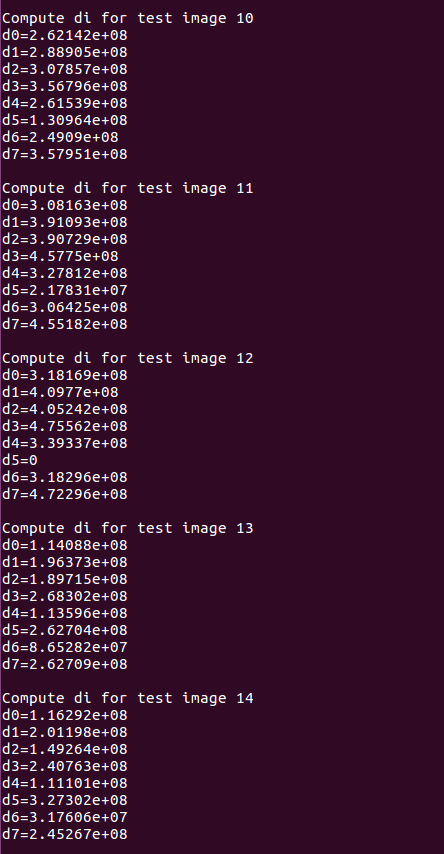 Compute di for test image 10
d0=2.62142e+08
d1=2.88905e+08
d2=3.07857e+08
d3=3.56796e+08
d4=2.61539e+08
d5=1.30964e+08
d6=2.4909e+08
d7=3.57951e+08
Compute di for test image 11
d0=3.08163e+08
d1=3.91093e+08
d2=3.90729e+08
d3=4.5775e+08
d4=3.27812e+08
d5=2.17831e+07
d6=3.06425e+08
d7=4.55182e+08
Compute di for test image 12
d0=3.18169e+08
d1=4.0977e+08
d2=4.05242e+08
d3=4.75562e+08
d4=3.39337e+08
d5=0
d6=3.18296e+08
d7=4.72296e+08
Compute di for test image 13
d0=1.14088e+08
d1=1.96373e+08
d2=1.89715e+08
d3=2.68302e+08
d4=1.13596e+08
d5=2.62704e+08
d6=8.65282e+07
d7=2.62709e+08
Compute di for test image 14
d0=1.16292e+08
d1=2.01198e+08
d2=1.49264e+08
d3=2.40763e+08
d4=1.11101e+08
d5=3.27302e+08
d6=3.17606e+07
d7=2.45267e+08